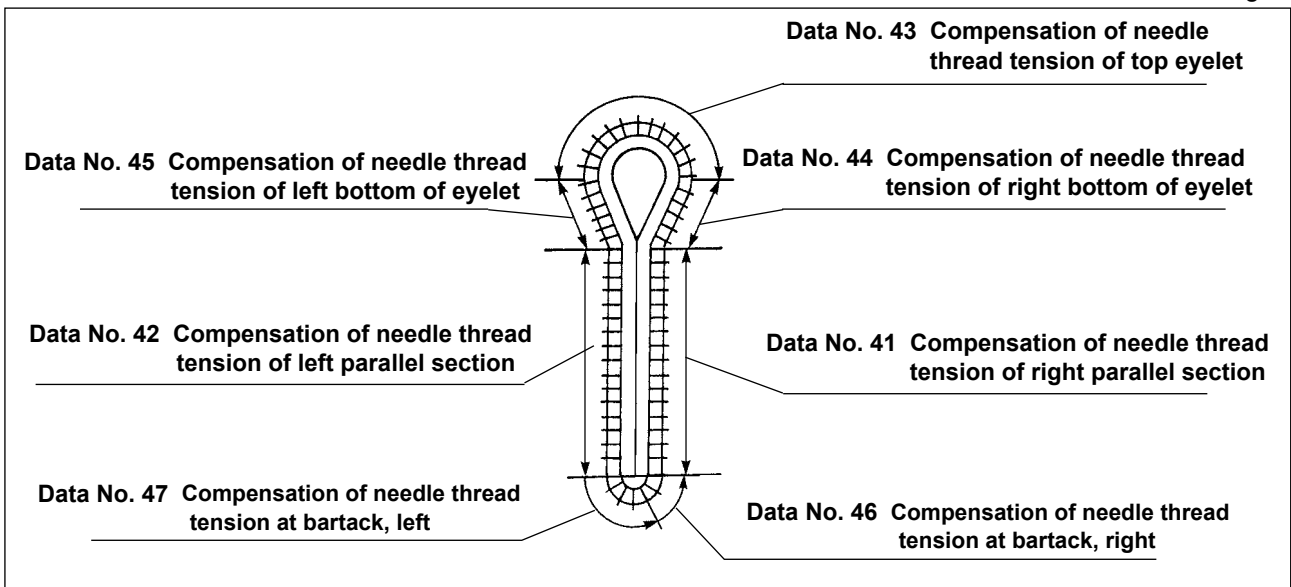 Data No. 43 Compensation of needle
thread tension of top eyelet
Data No. 45 Compensation of needle thread
tension of left bottom of eyelet
Data No. 44 Compensation of needle thread
tension of right bottom of eyelet
Data No. 42 Compensation of needle thread
tension of left parallel section
Data No. 41 Compensation of needle thread
tension of right parallel section
Data No. 47 Compensation of needle thread
tension at bartack, left
Data No. 46 Compensation of needle thread
tension at bartack, right